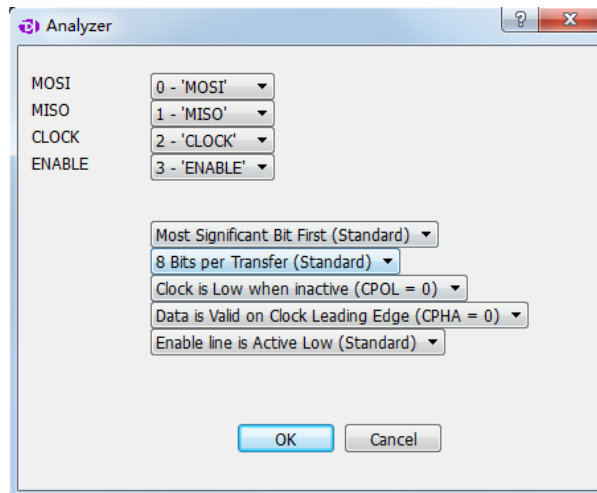 Analyzer
MOSI 0 - 'MOSI'
MISO 1 - 'MISO'
CLOCK 2 - 'CLOCK'
ENABLE 3 - 'ENABLE'
Most Significant Bit First (Standard)
8 Bits per Transfer (Standard)
Clock is Low when inactive (CPOL = 0)
Data is Valid on Clock Leading Edge (CPHA = 0)
Enable line is Active Low (Standard)
OK Cancel